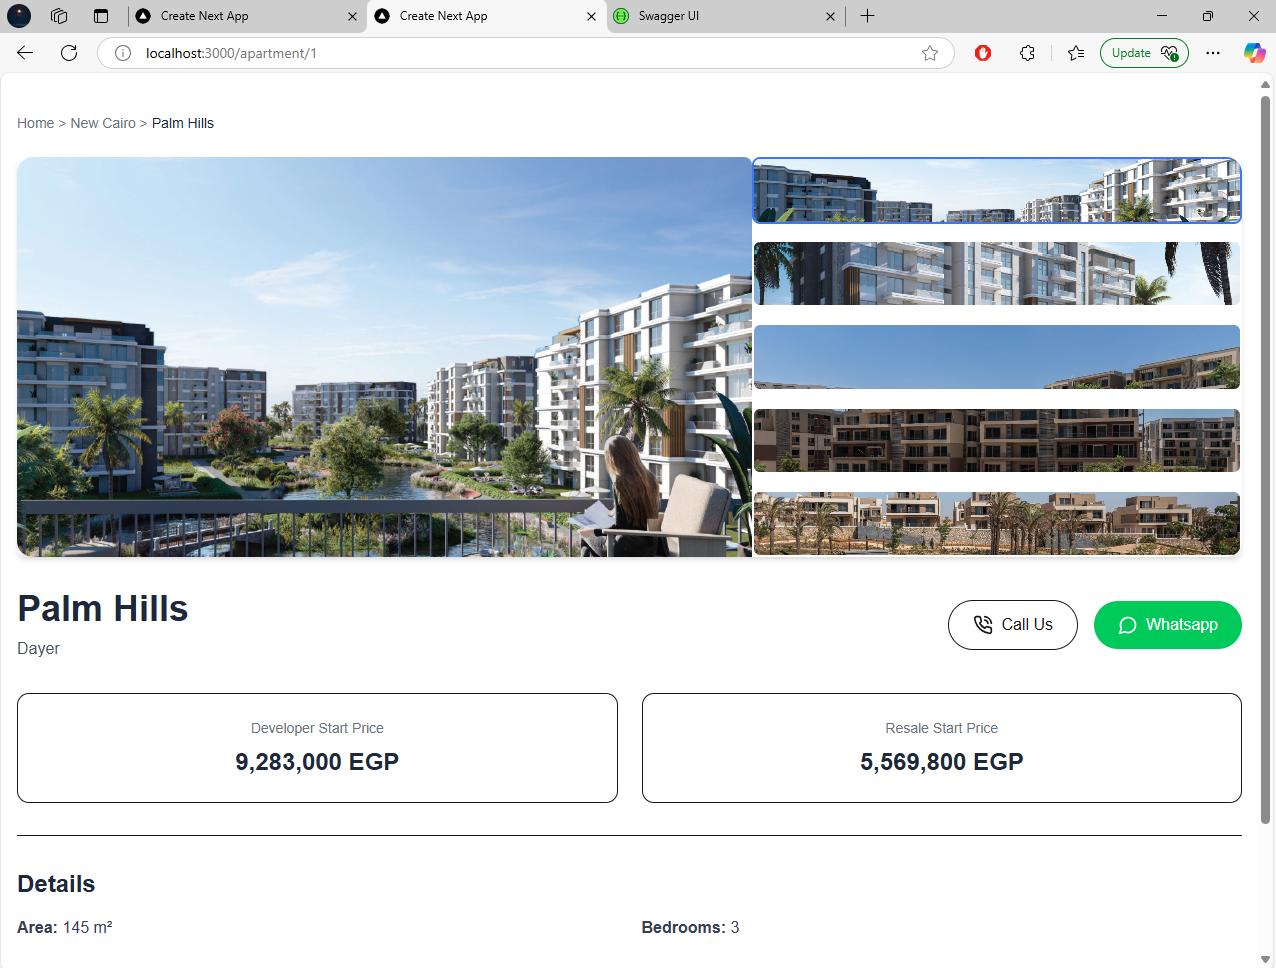 Create Next App
Create Next App
Swagger UI
localhost:3000/apartment/1
Update
Home > New Cairo > Palm Hills
Palm Hills
Dayer
Call Us
Whatsapp
Developer Start Price
9,283,000 EGP
Resale Start Price
5,569,800 EGP
Details
Area: 145 m²
Bedrooms: 3